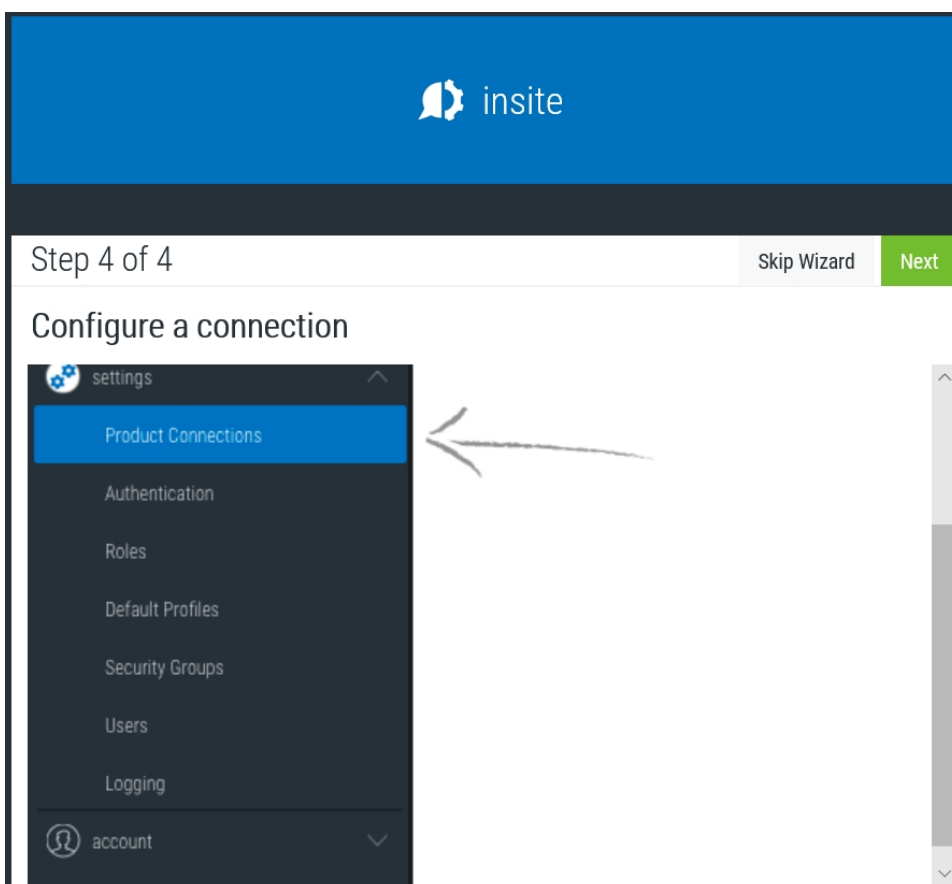 insite
Step 4 of 4
Skip Wizard
Next
Configure a connection
settings
Product Connections
Authentication
Roles
Default Profiles
Security Groups
Users
Logging
account